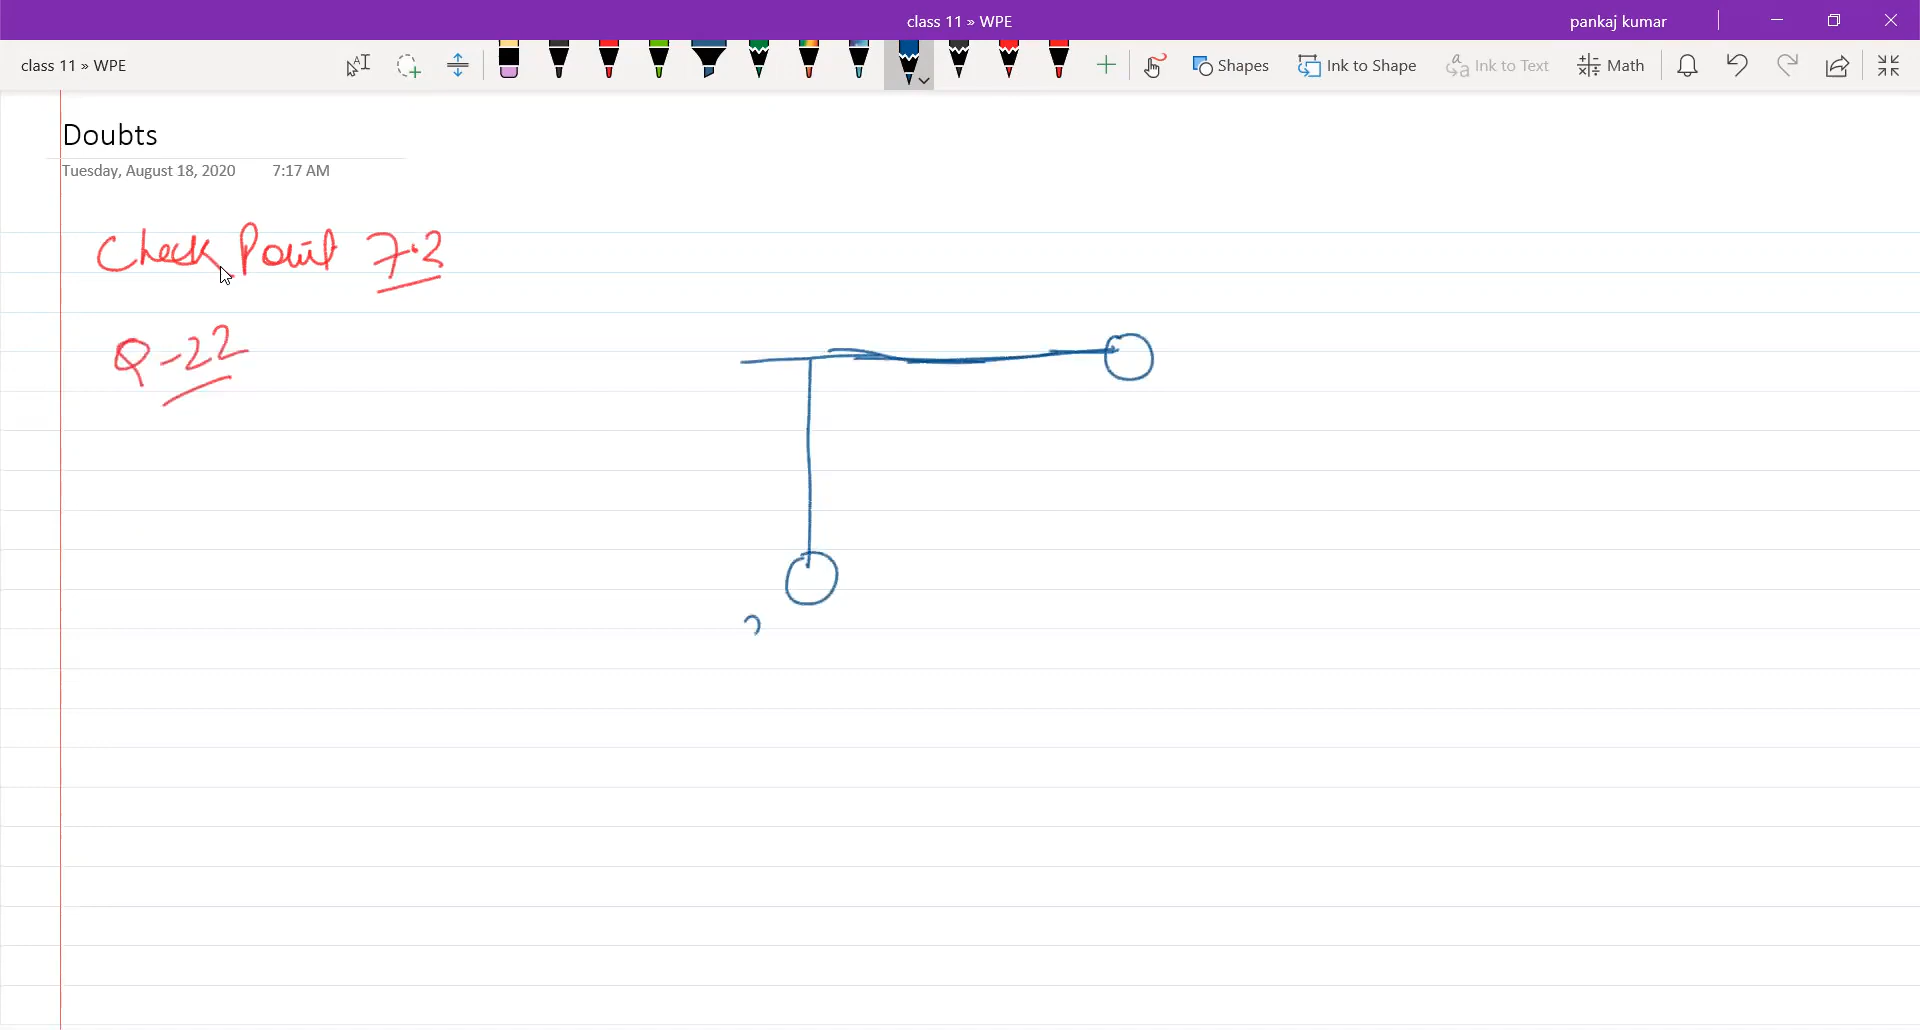 class 11 » WPE
pankaj kumar
class 11 » WPE
Shapes
Ink to Shape
Ink to Text
Math
Doubts
Tuesday, August 18, 2020 7:17 AM
Check Point 7.2
Q-22